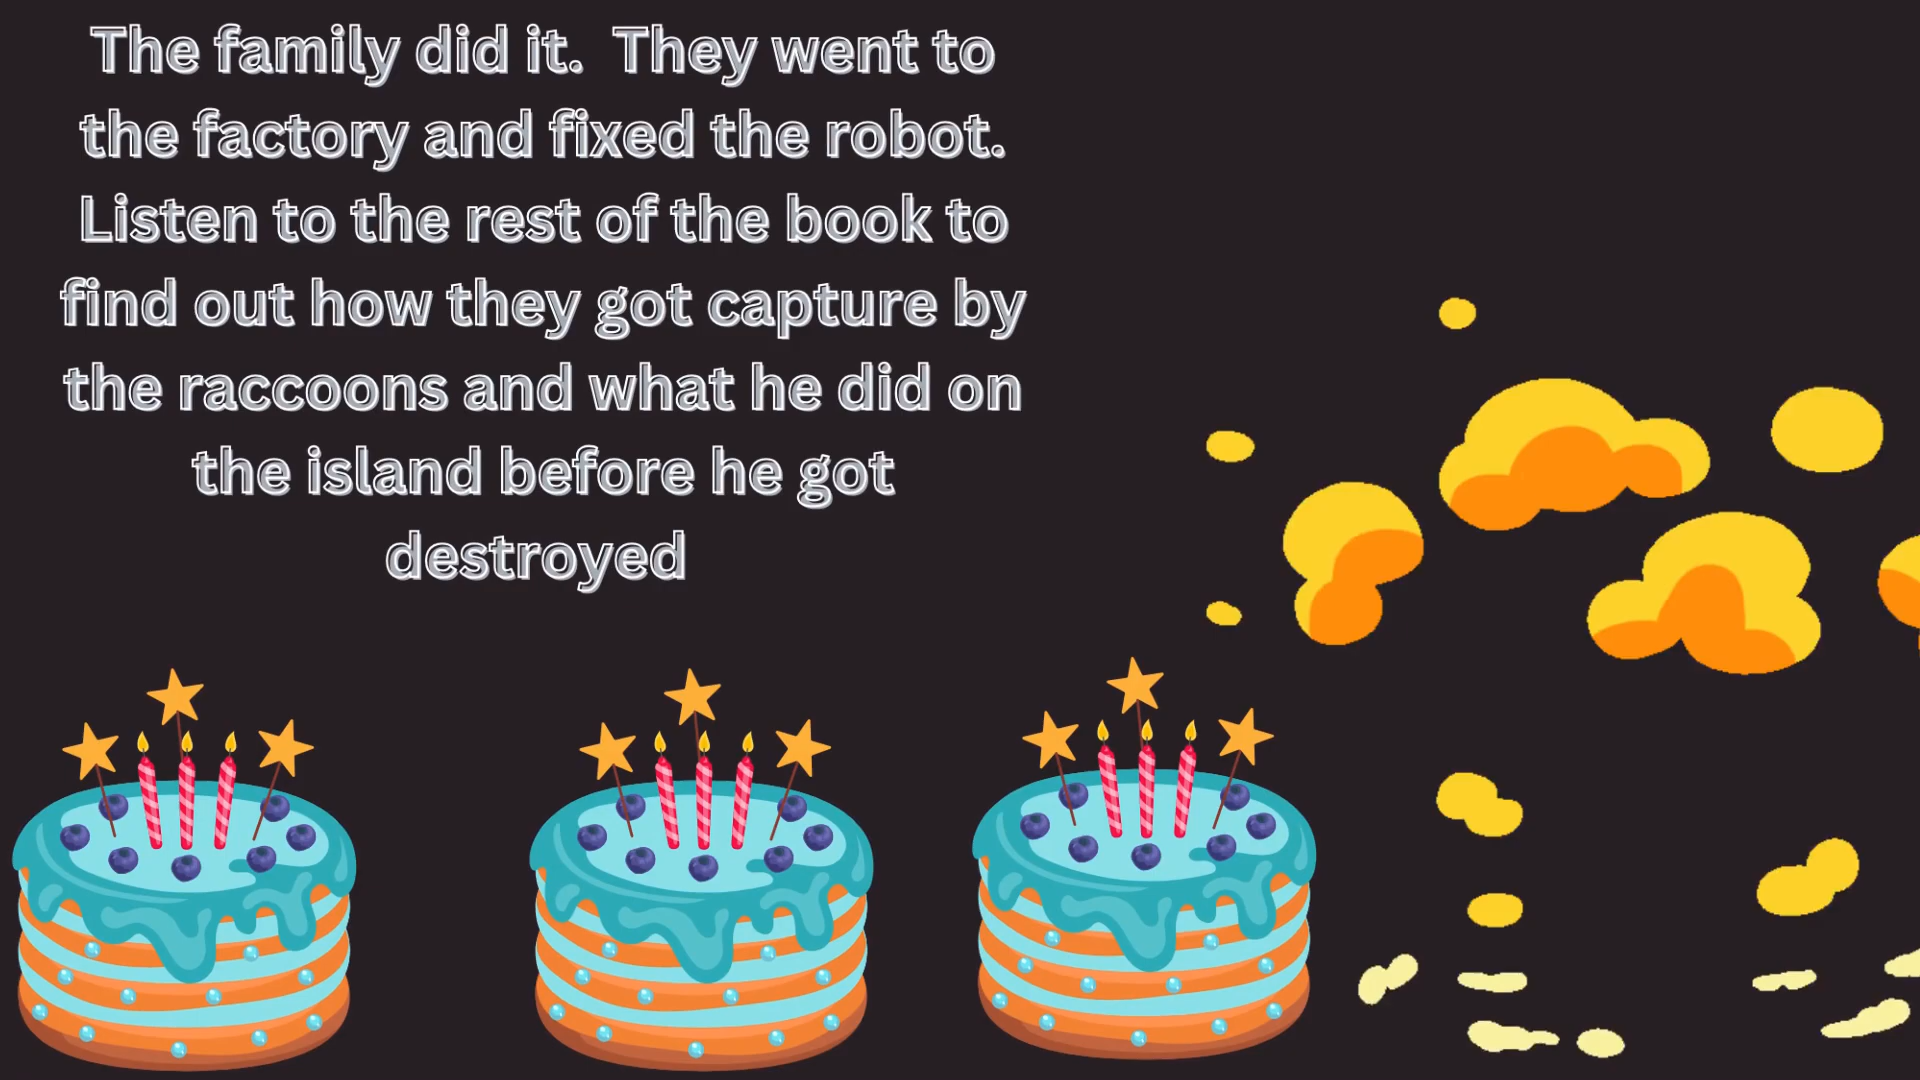 The family did it.  They went to
the factory and fixed the robot.
Listen to the rest of the book to
find out how they got capture by
the raccoons and what he did on
the island before he got
destroyed